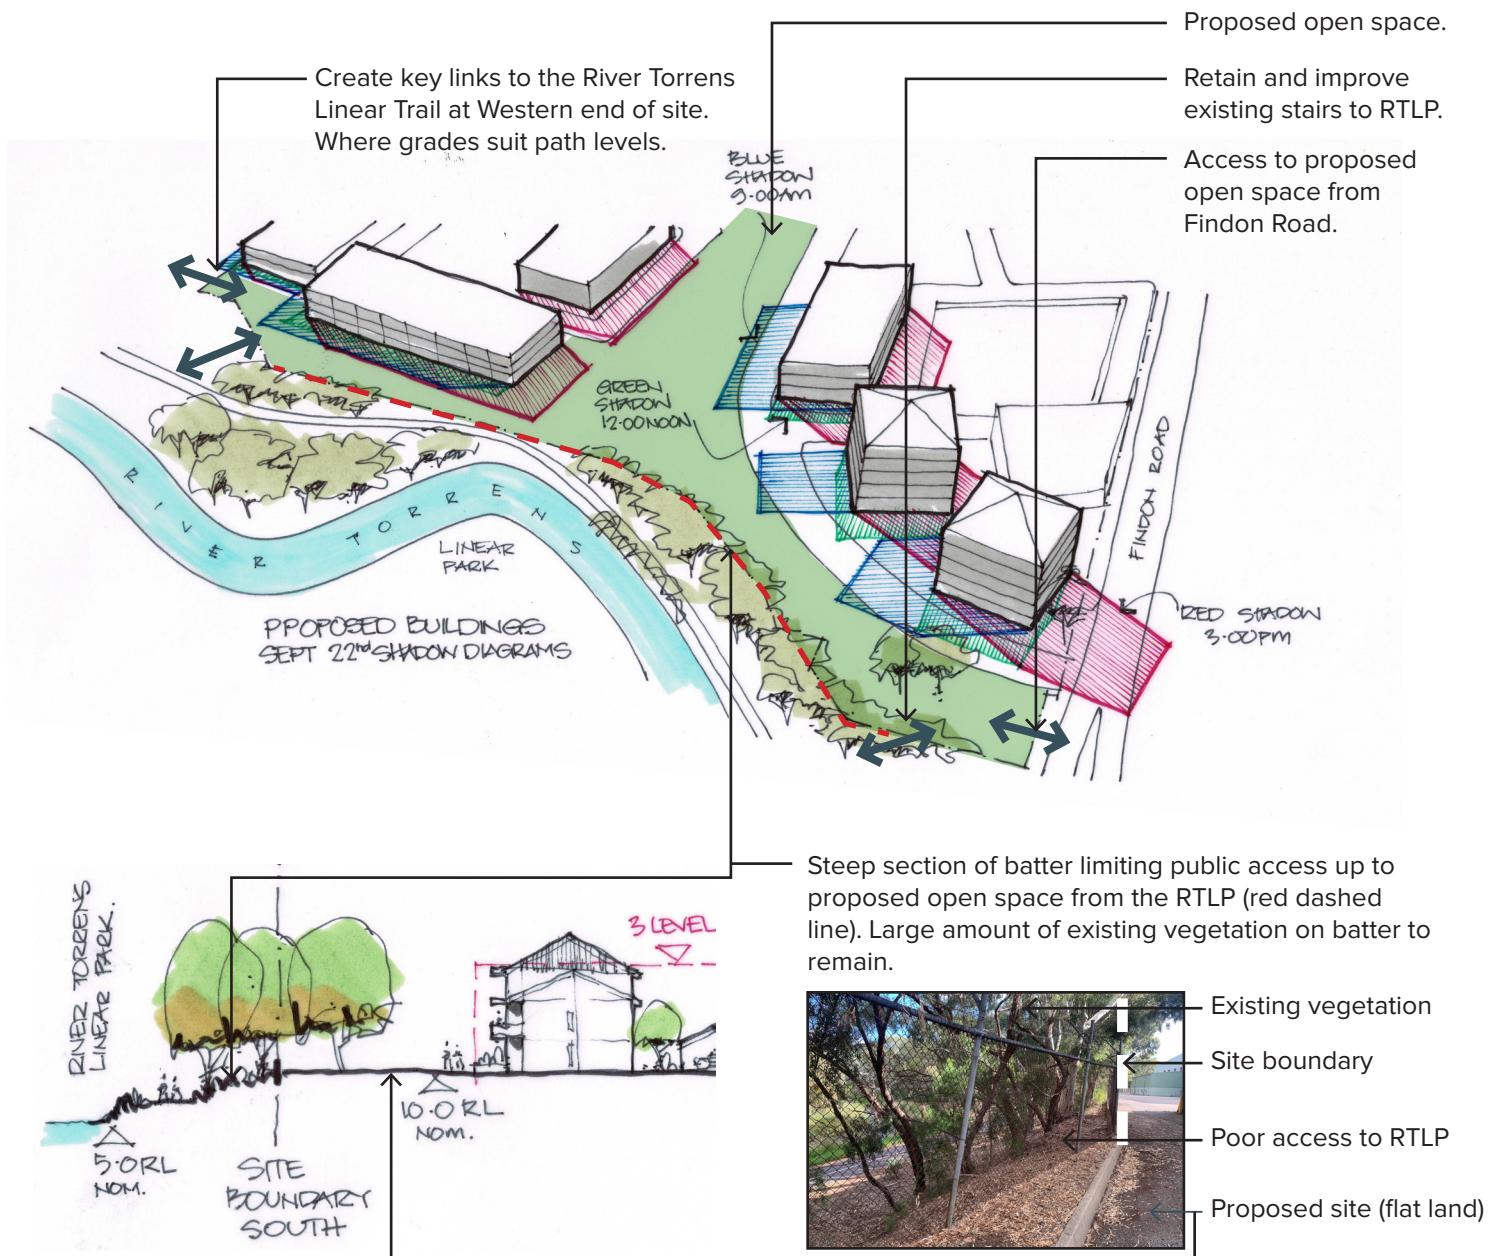 Proposed open space.
Create key links to the River Torrens
Linear Trail at Western end of site.
Where grades suit path levels.
Retain and improve
existing stairs to RTLP.
Access to proposed
open space from
Findon Road.
BLUE
SHADOW
9.00AM
GREEN
SHADOW
12.00NOON
RIVER TORRENS
LINEAR
PARK
FINDON ROAD
RED SHADOW
3.00PM
PROPOSED BUILDINGS
SEPT 22nd SHADOW DIAGRAMS
Steep section of batter limiting public access up to
proposed open space from the RTLP (red dashed
line). Large amount of existing vegetation on batter to
remain.
RIVER TORRENS
LINEAR PARK.
3 LEVEL
10.0 RL
NOM.
5.0RL
NOM.
SITE
BOUNDARY
SOUTH
Existing vegetation
Site boundary
Poor access to RTLP
Proposed site (flat land)